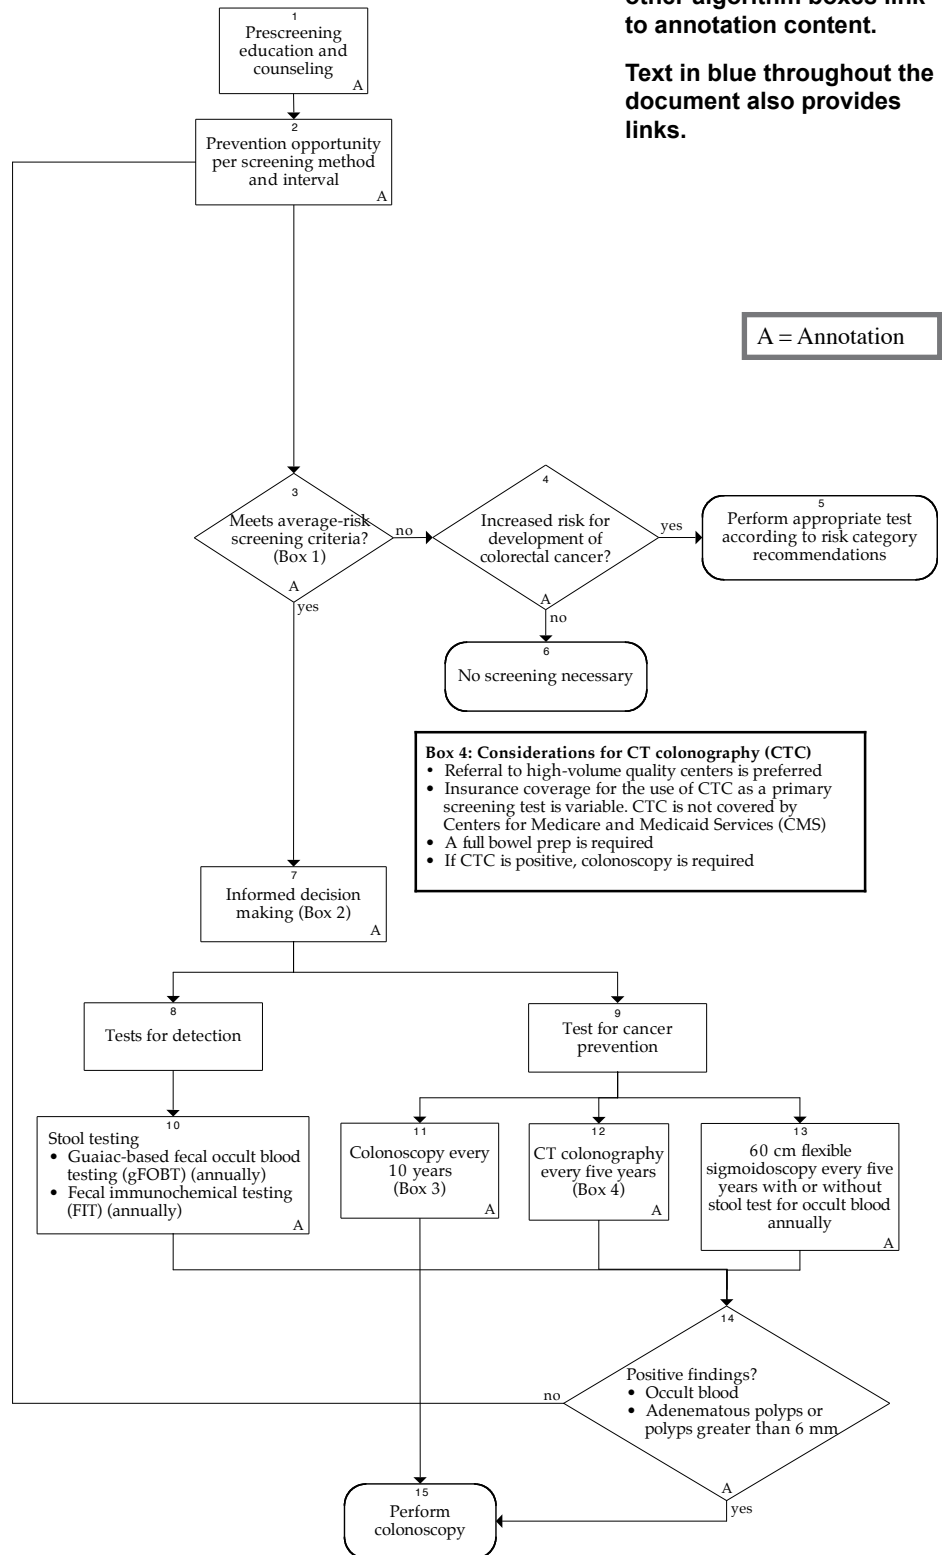 other algorithm boxes link
to annotation content.
Text in blue throughout the
document also provides
links.
1
Prescreening
education and
counseling
A
2
Prevention opportunity
per screening method
and interval
A
A = Annotation
3
Meets average-risk
screening criteria?
(Box 1)
A
no
yes
4
Increased risk for
development of
colorectal cancer?
A
yes
no
5
Perform appropriate test
according to risk category
recommendations
6
No screening necessary
Box 4: Considerations for CT colonography (CTC)
• Referral to high-volume quality centers is preferred
• Insurance coverage for the use of CTC as a primary
screening test is variable. CTC is not covered by
Centers for Medicare and Medicaid Services (CMS)
• A full bowel prep is required
• If CTC is positive, colonoscopy is required
7
Informed decision
making (Box 2)
A
8
Tests for detection
9
Test for cancer
prevention
10
Stool testing
• Guaiac-based fecal occult blood
testing (gFOBT) (annually)
• Fecal immunochemical testing
(FIT) (annually)
A
11
Colonoscopy every
10 years
(Box 3)
A
12
CT colonography
every five years
(Box 4)
A
13
60 cm flexible
sigmoidoscopy every five
years with or without
stool test for occult blood
annually
A
14
Positive findings?
• Occult blood
• Adenematous polyps or
polyps greater than 6 mm
A
no
yes
15
Perform
colonoscopy